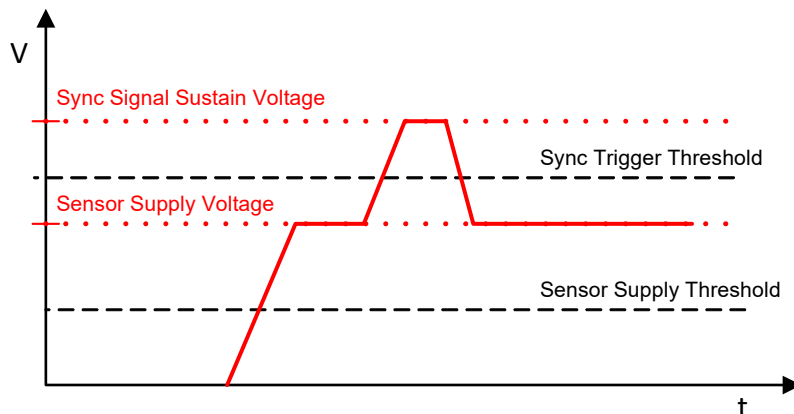 V
Sync Signal Sustain Voltage
Sync Trigger Threshold
Sensor Supply Voltage
Sensor Supply Threshold
t